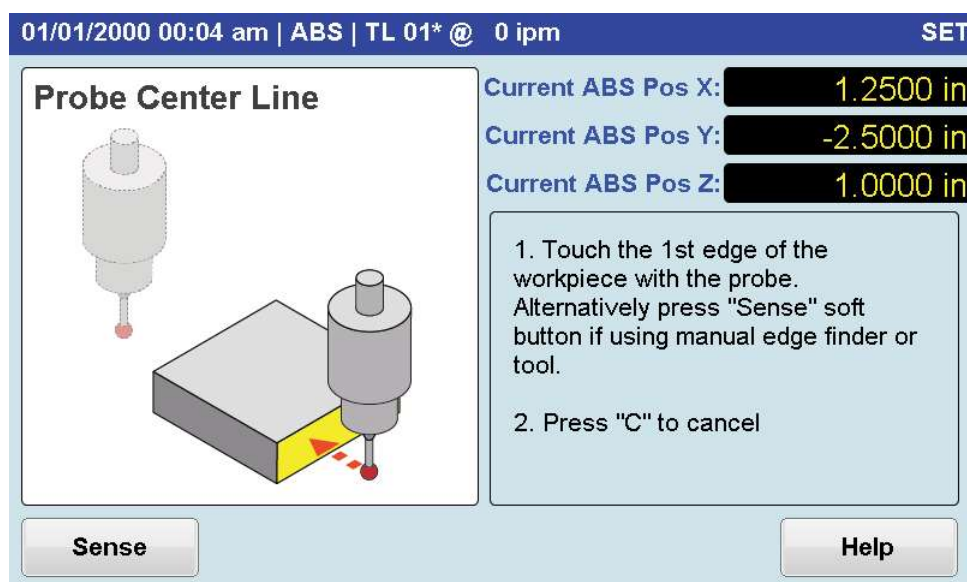 01/01/2000 00:04 am | ABS | TL 01* @ 0 ipm SET
Probe Center Line
Current ABS Pos X: 1.2500 in
Current ABS Pos Y: -2.5000 in
Current ABS Pos Z: 1.0000 in
1. Touch the 1st edge of the
workpiece with the probe.
Alternatively press "Sense" soft
button if using manual edge finder or
tool.
2. Press "C" to cancel
Sense
Help